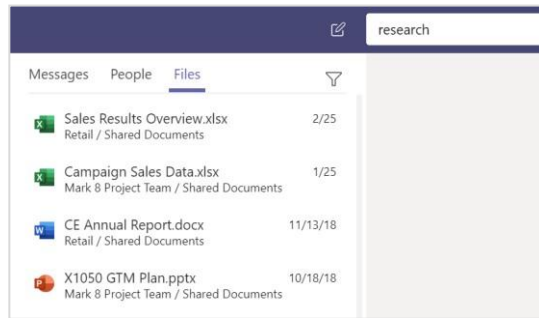 research
Messages People Files
Sales Results Overview.xlsx 2/25
Retail / Shared Documents
Campaign Sales Data.xlsx 1/25
Mark 8 Project Team / Shared Documents
CE Annual Report.docx 11/13/18
Retail / Shared Documents
X1050 GTM Plan.pptx 10/18/18
Mark 8 Project Team / Shared Documents